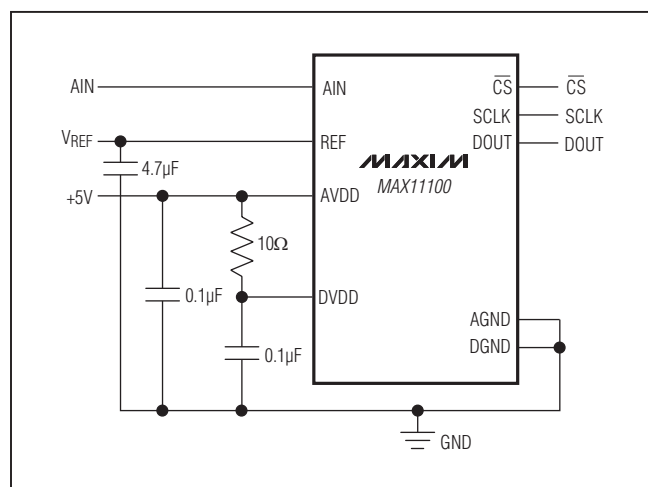 AIN
AIN
CS
CS
SCLK
SCLK
VREF
REF
DOUT
DOUT
MAXIM
MAX11100
4.7µF
+5V
AVDD
10Ω
0.1µF
DVDD
0.1µF
AGND
DGND
GND